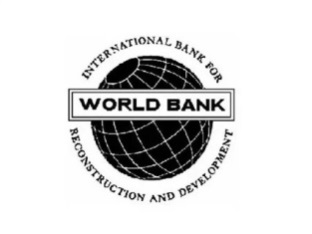 INTERNATIONAL BANK FOR
WORLD BANK
RECONSTRUCTION AND DEVELOPMENT